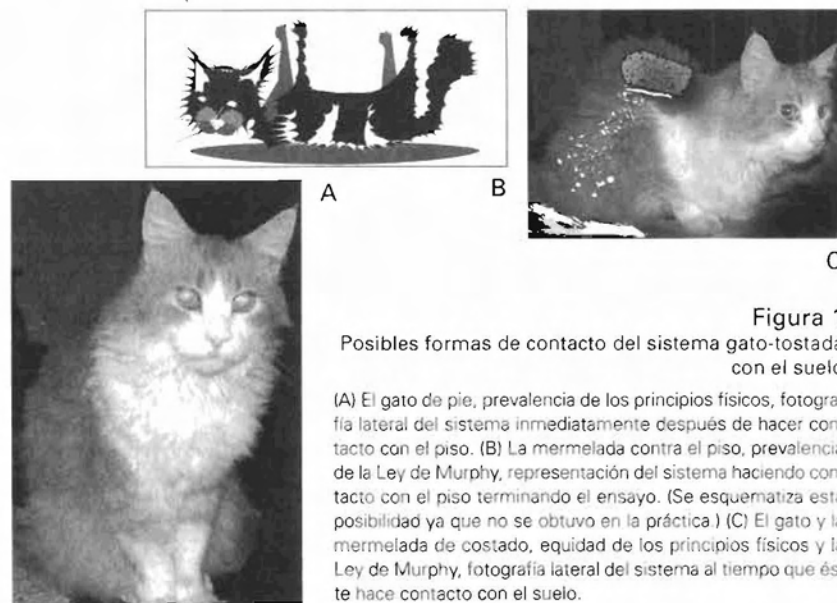 A
B
C
Figura 1
Posibles formas de contacto del sistema gato-tostada
con el suelo
(A) El gato de pie, prevalencia de los principios físicos, fotogra
fía lateral del sistema inmediatamente después de hacer con
tacto con el piso. (B) La mermelada contra el piso, prevalencia
de la Ley de Murphy, representación del sistema haciendo con
tacto con el piso terminando el ensayo. (Se esquematiza esta
posibilidad ya que no se obtuvo en la práctica.) (C) El gato y la
mermelada de costado, equidad de los principios físicos y la
Ley de Murphy, fotografía lateral del sistema al tiempo que és
te hace contacto con el suelo.